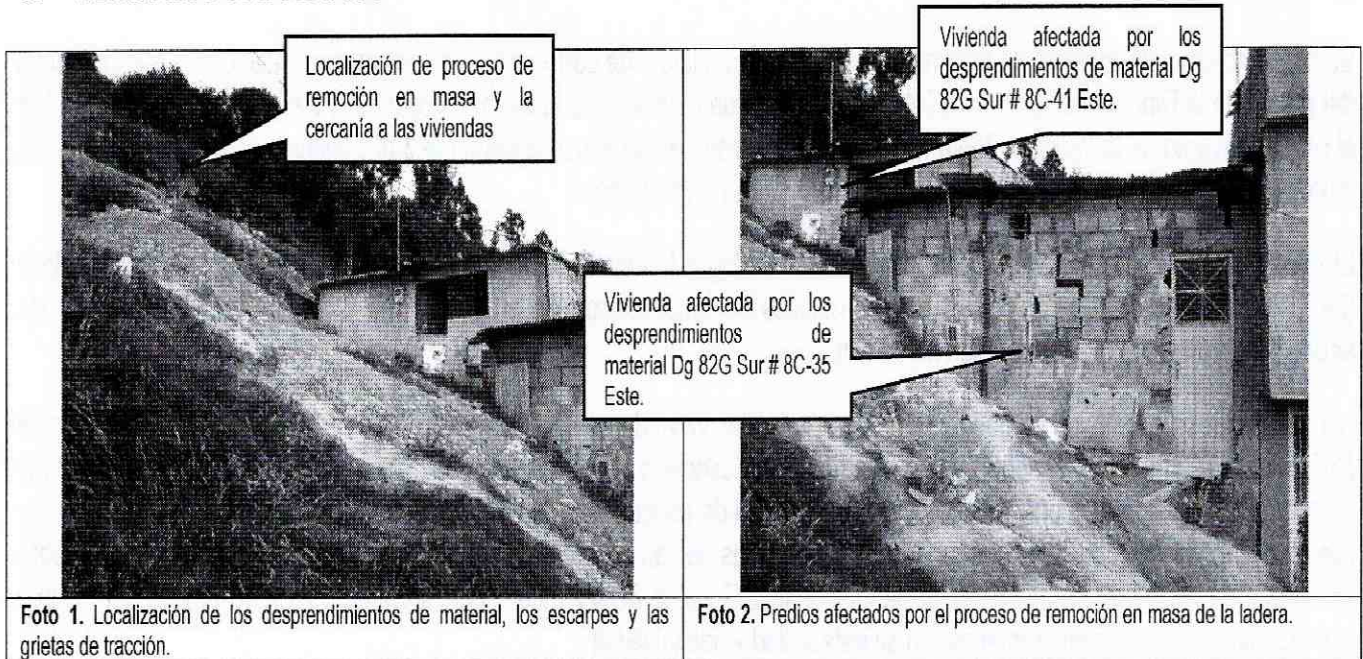 Localización de proceso de
remoción en masa y la
cercanía a las viviendas
Vivienda afectada por los
desprendimientos de material Dg
82G Sur # 8C-41 Este.
Vivienda afectada por los
desprendimientos de
material Dg 82G Sur # 8C-35
Este.
Foto 1. Localización de los desprendimientos de material, los escarpes y las
grietas de tracción.
Foto 2. Predios afectados por el proceso de remoción en masa de la ladera.